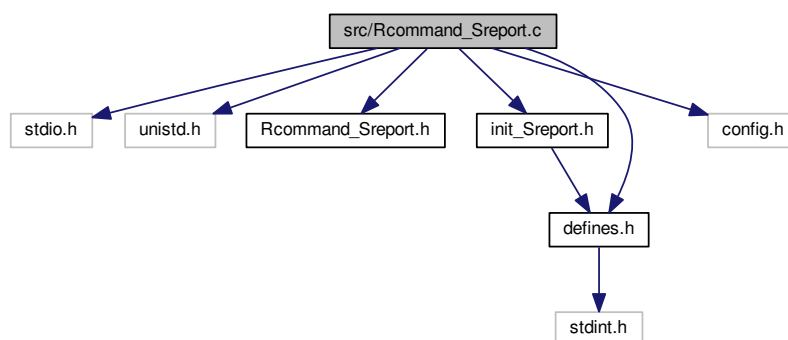 src/Rcommand_Sreport.c
stdio.h
unistd.h
Rcommand_Sreport.h
init_Sreport.h
config.h
defines.h
stdint.h